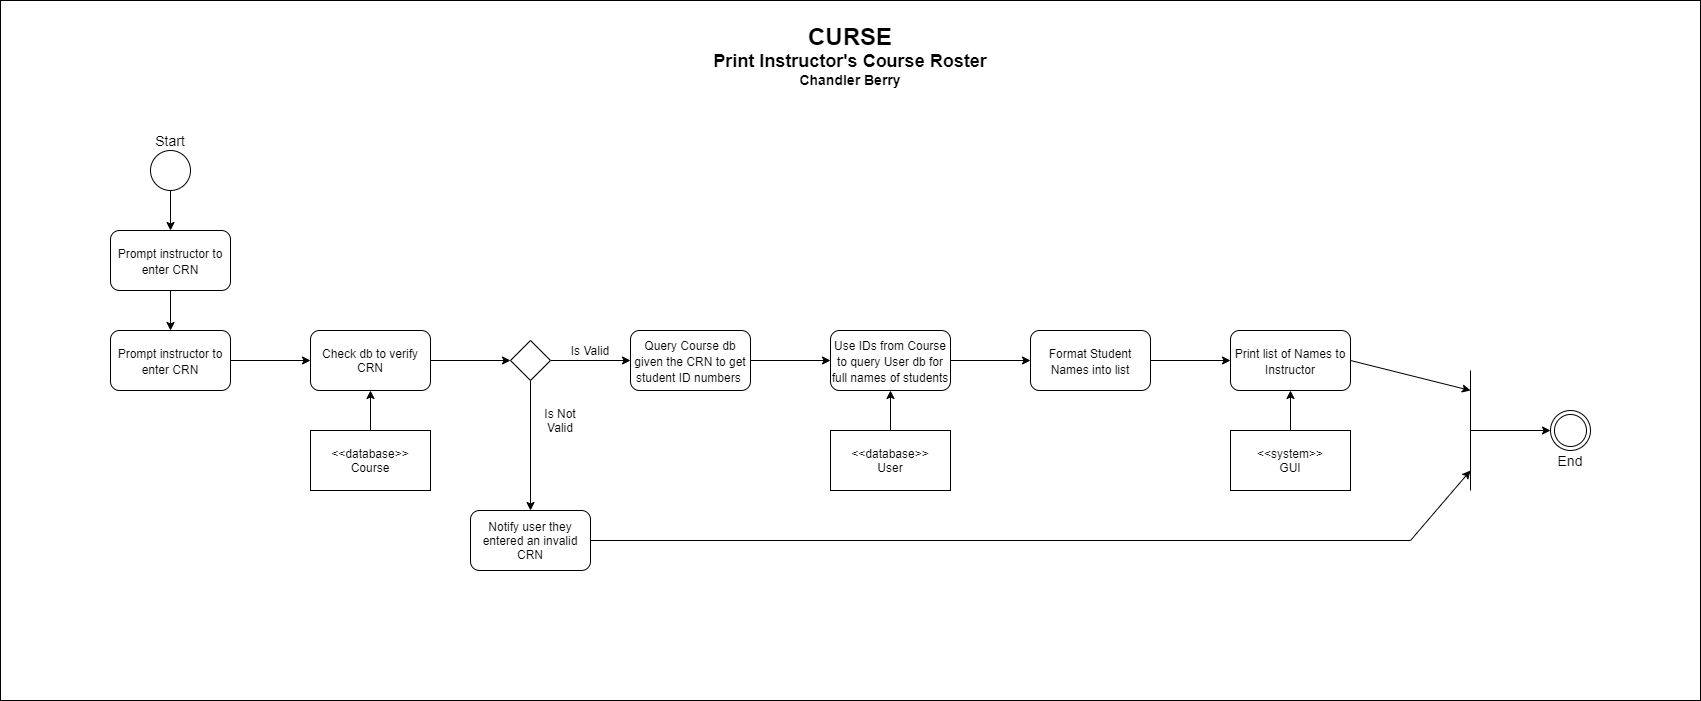 CURSE
Print Instructor's Course Roster
Chandler Berry
Start
Prompt instructor to
enter CRN
Prompt instructor to
enter CRN
Check db to verify
CRN
Is Valid
Query Course db
given the CRN to get
student ID numbers
Use IDs from Course
to query User db for
full names of students
Format Student
Names into list
Print list of Names to
Instructor
Is Not
Valid
<<database>>
Course
<<database>>
User
<<system>>
GUI
End
Notify user they
entered an invalid
CRN